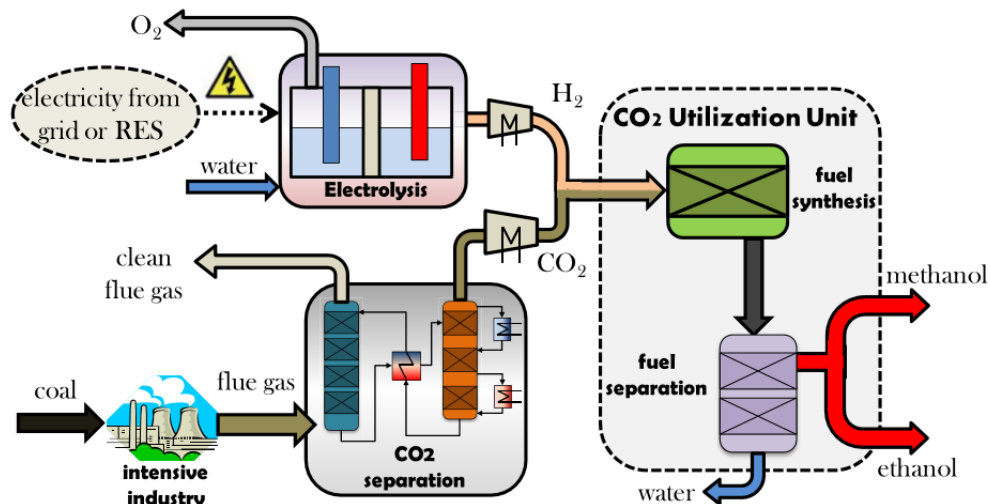 O₂
electricity from
grid or RES
water
Electrolysis
M
H₂
CO₂ Utilization Unit
fuel
synthesis
M
CO₂
clean
flue gas
methanol
fuel
separation
coal
flue gas
CO2
separation
intensive
industry
ethanol
water